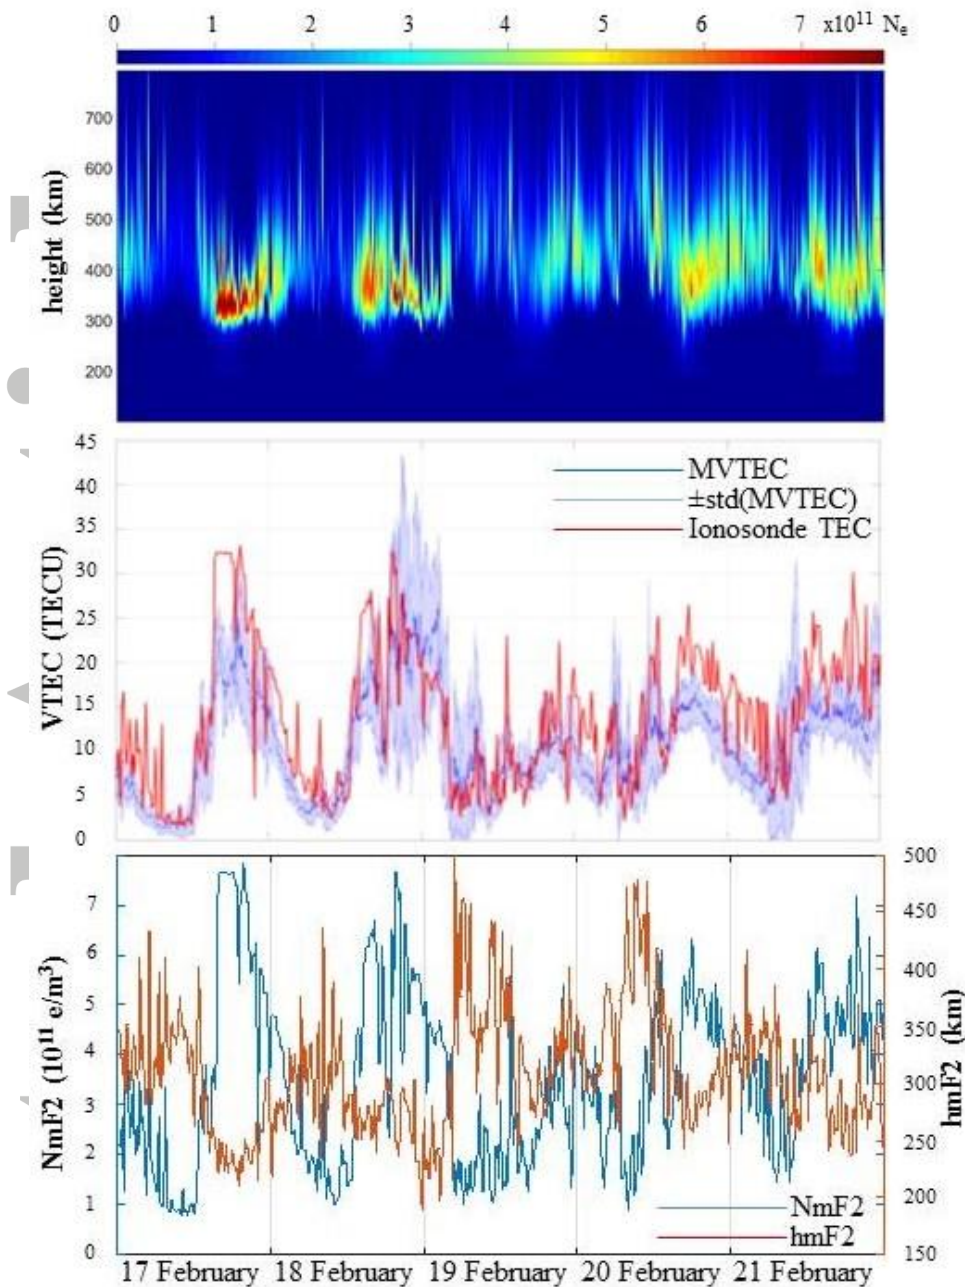 0 1 2 3 4 5 6 7 x10¹¹ Nₑ
700
600
500
400
300
200
height (km)
45
40
35
30
25
20
15
10
5
0
VTEC (TECU)
MVTEC
±std(MVTEC)
Ionosonde TEC
7
6
5
4
3
2
1
0
NmF2 (10¹¹ e/m³)
500
450
400
350
300
250
200
150
hmF2 (km)
NmF2
hmF2
17 February 18 February 19 February 20 February 21 February